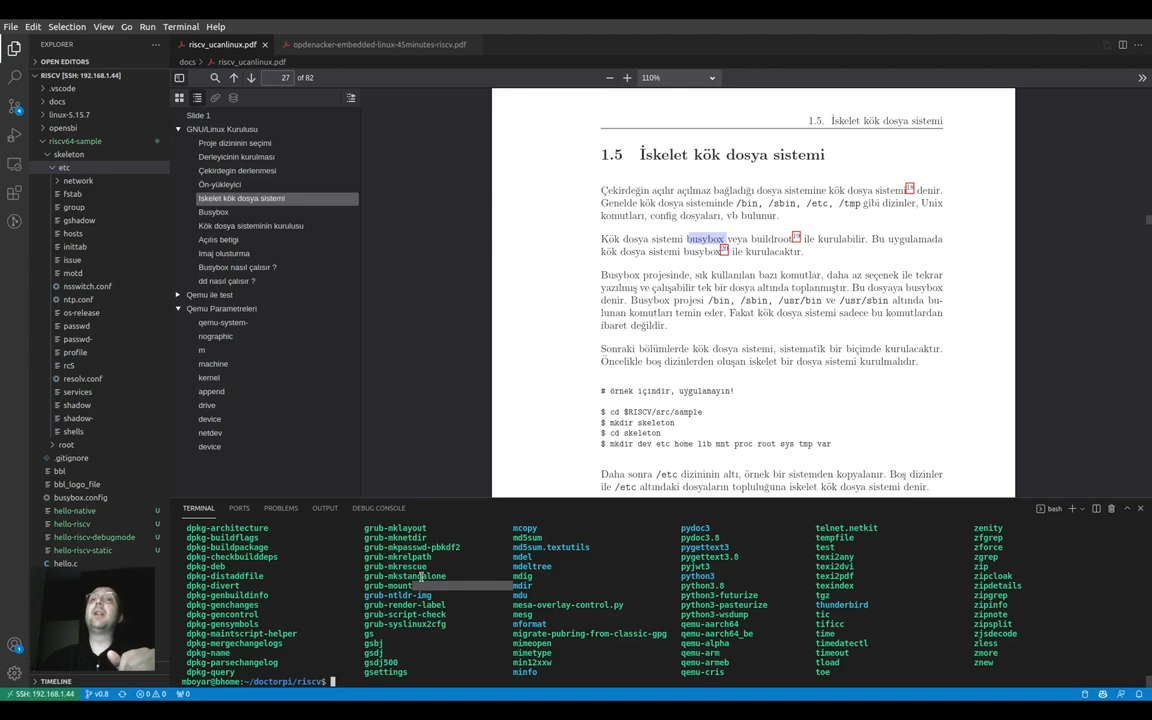 File Edit Selection View Go Run Terminal Help
EXPLORER
riscv_ucanlinux.pdf
opdenacker-embedded-linux-45minutes-riscv.pdf
OPEN EDITORS
docs > riscv_ucanlinux.pdf
RISCV [SSH: 192.168.1.44]
27 of 82
110%
.vscode
docs
linux-5.15.7
opensbi
riscv64-sample
skeleton
etc
network
fstab
group
gshadow
hosts
inittab
issue
motd
nsswitch.conf
ntp.conf
os-release
passwd
passwd-
profile
rcS
resolv.conf
services
shadow
shadow-
shells
root
.gitignore
bbl
bbl_logo_file
busybox.config
hello-native U
hello-riscv U
hello-riscv-debugmode U
hello-riscv-static U
hello.c
TIMELINE
Slide 1
GNU/Linux Kurulusu
Proje dizininin seçimi
Derleyicinin kurulması
Çekirdegin derlenmesi
Ön-yükleyici
Iskelet kök dosya sistemi
Busybox
Kök dosya sisteminin kurulusu
Açılıs betigi
Imaj olusturma
Busybox nasıl çalışır ?
dd nasıl çalısır ?
Qemu ile test
Qemu Parametreleri
qemu-system-
nographic
m
machine
kernel
append
drive
device
netdev
device
1.5. İskelet kök dosya sistemi
1.5 İskelet kök dosya sistemi
Çekirdeğin açılır açılmaz bağladığı dosya sistemine kök dosya sistemi18 denir.
Genelde kök dosya sisteminde /bin, /sbin, /etc, /tmp gibi dizinler, Unix
komutları, config dosyaları, vb bulunur.
Kök dosya sistemi busybox veya buildroot19 ile kurulabilir. Bu uygulamada
kök dosya sistemi busybox20 ile kurulacaktır.
Busybox projesinde, sık kullanılan bazı komutlar, daha az seçenek ile tekrar
yazılmış ve çalışabilir tek bir dosya altında toplanmıştır. Bu dosyaya busybox
denir. Busybox projesi /bin, /sbin, /usr/bin ve /usr/sbin altında bu-
lunan komutları temin eder. Fakat kök dosya sistemi sadece bu komutlardan
ibaret değildir.
Sonraki bölümlerde kök dosya sistemi, sistematik bir biçimde kurulacaktır.
Öncelikle boş dizinlerden oluşan iskelet bir dosya sistemi kurulmalıdır.
# örnek içindir, uygulamayın!
$ cd $RISCV/src/sample
$ mkdir skeleton
$ cd skeleton
$ mkdir dev etc home lib mnt proc root sys tmp var
Daha sonra /etc dizininin altı, örnek bir sistemden kopyalanır. Boş dizinler
ile /etc altındaki dosyaların topluluğuna iskelet kök dosya sistemi denir.
TERMINAL PORTS PROBLEMS OUTPUT DEBUG CONSOLE
bash
dpkg-architecture grub-mklayout mcopy pydoc3 telnet.netkit zenity
dpkg-buildflags grub-mknetdir md5sum pydoc3.8 tempfile zfgrep
dpkg-buildpackage grub-mkpasswd-pbkdf2 md5sum.textutils pygettext3 test zforce
dpkg-checkbuilddeps grub-mkrelpath mdel pygettext3.8 texi2any zgrep
dpkg-deb grub-mkrescue mdeltree pyjwt3 texi2dvi zip
dpkg-distaddfile grub-mkstandalone mdig python3 texi2pdf zipcloak
dpkg-divert grub-mount mdir python3.8 texindex zipdetails
dpkg-genbuildinfo grub-ntldr-img mdu python3-futurize tgz zipgrep
dpkg-genchanges grub-render-label mesa-overlay-control.py python3-pasteurize thunderbird zipinfo
dpkg-gencontrol grub-script-check mesg python3-wsdump tic zipnote
dpkg-gensymbols grub-syslinux2cfg mformat qemu-aarch64 tificc zipsplit
dpkg-maintscript-helper gs migrate-pubring-from-classic-gpg qemu-aarch64_be time zjsdecode
dpkg-mergechangelogs gsbj mimeopen qemu-alpha timedatectl zless
dpkg-name gsdj mimetype qemu-arm timeout zmore
dpkg-parsechangelog gsdj500 min12xxw qemu-armeb tload znew
dpkg-query gsettings minfo qemu-cris toe
mboyar@bhome:~/doctorpi/riscv$
SSH: 192.168.1.44 v0.8 0 0 0